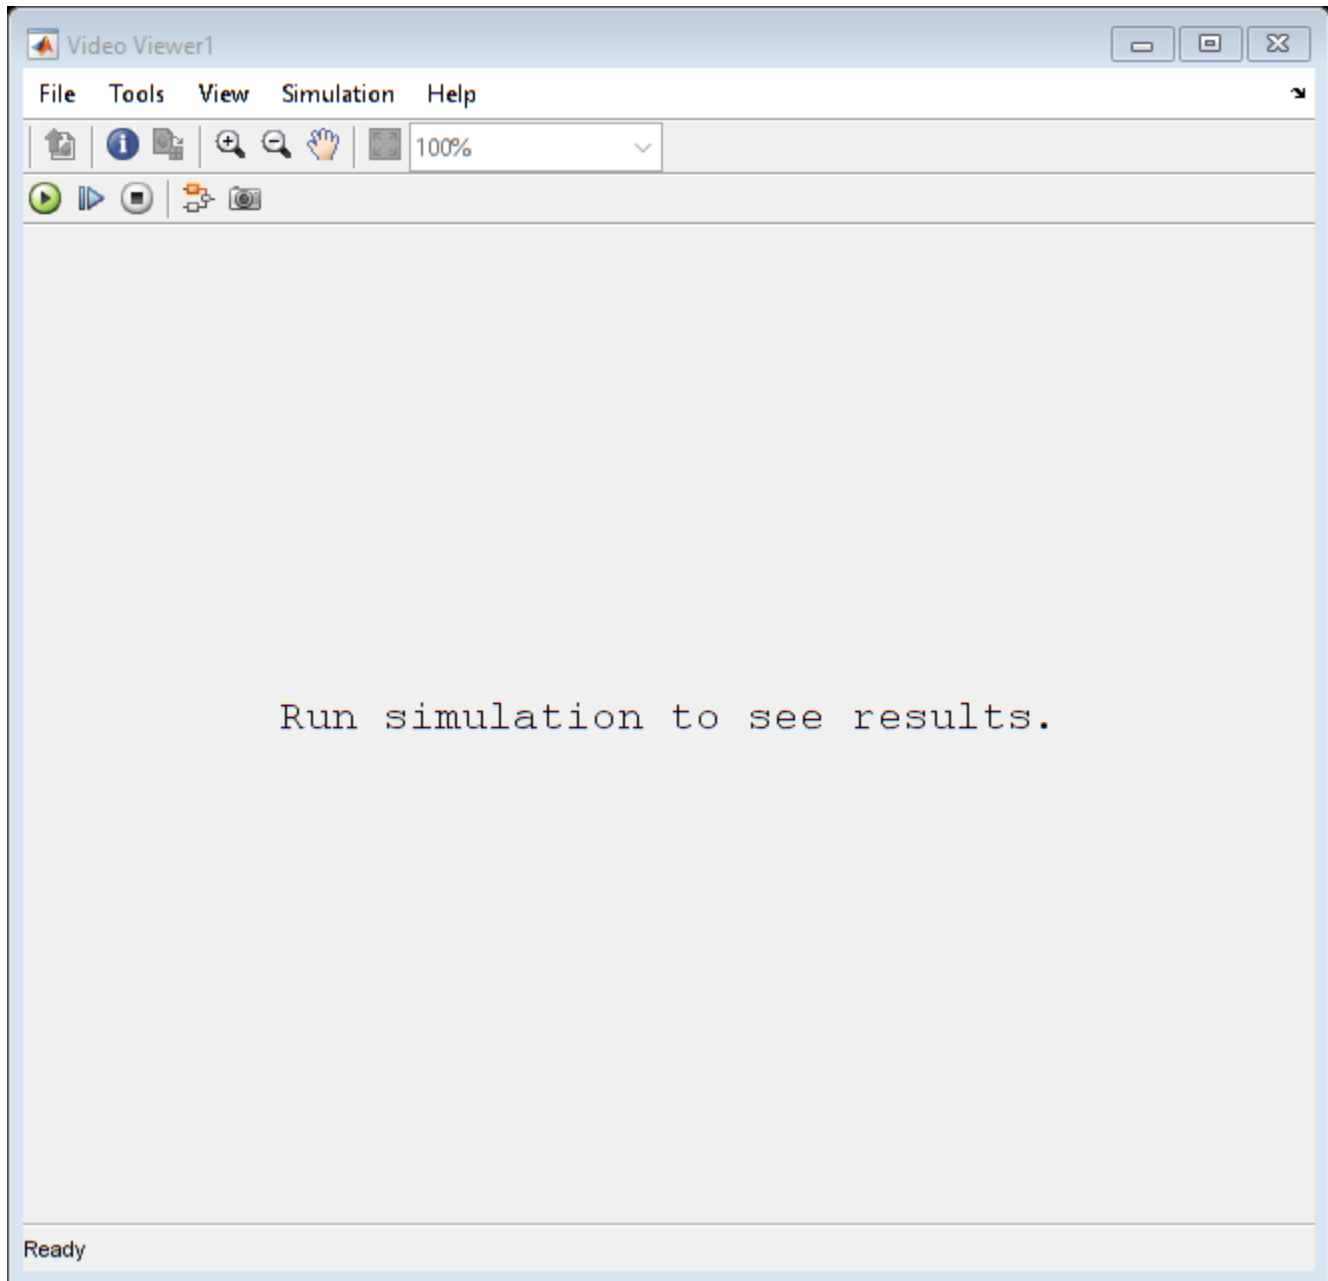 Video Viewer1
File Tools View Simulation Help
100%
Run simulation to see results.
Ready